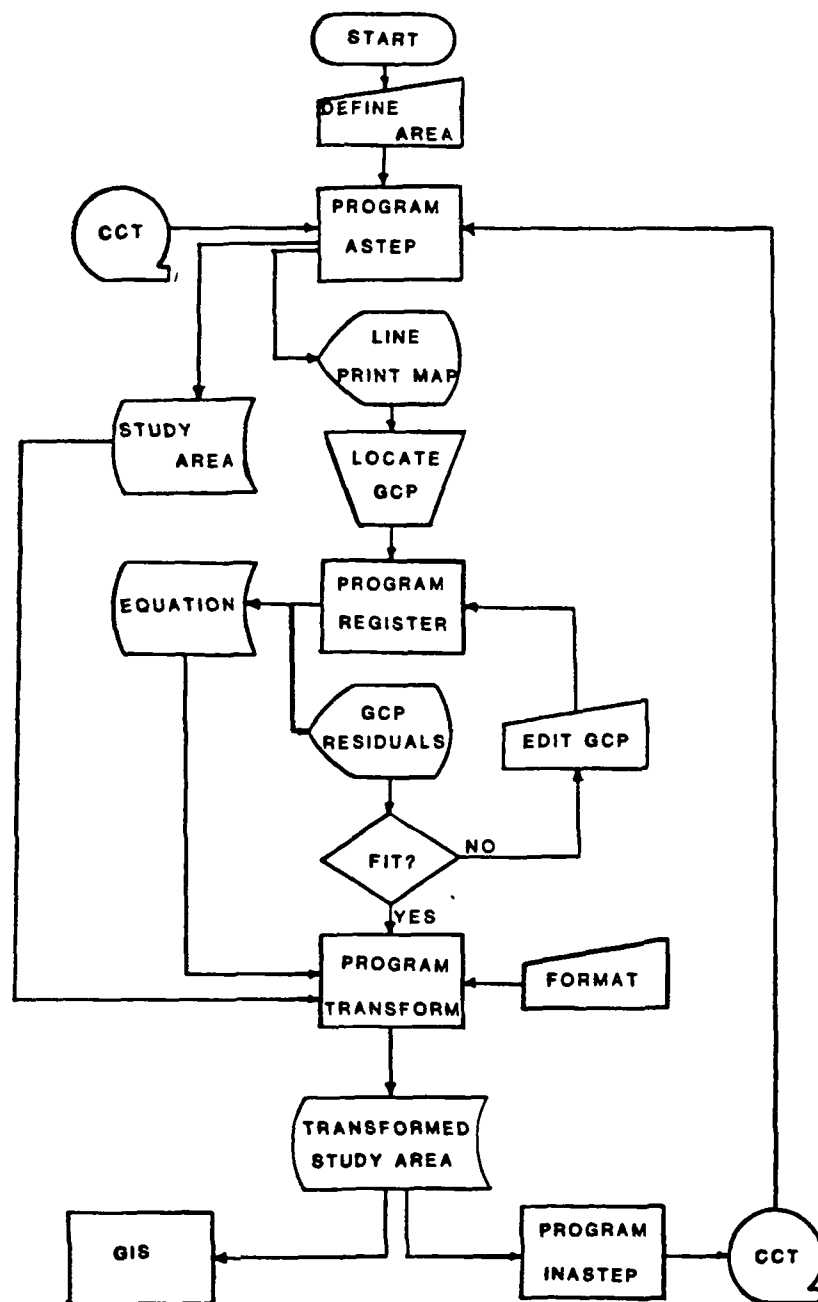 START
DEFINE
AREA
PROGRAM
ASTEP
CCT
LINE
PRINT MAP
STUDY
AREA
LOCATE
GCP
PROGRAM
REGISTER
EQUATION
GCP
RESIDUALS
EDIT GCP
FIT?
NO
YES
PROGRAM
TRANSFORM
FORMAT
TRANSFORMED
STUDY AREA
GIS
PROGRAM
INASTEP
CCT